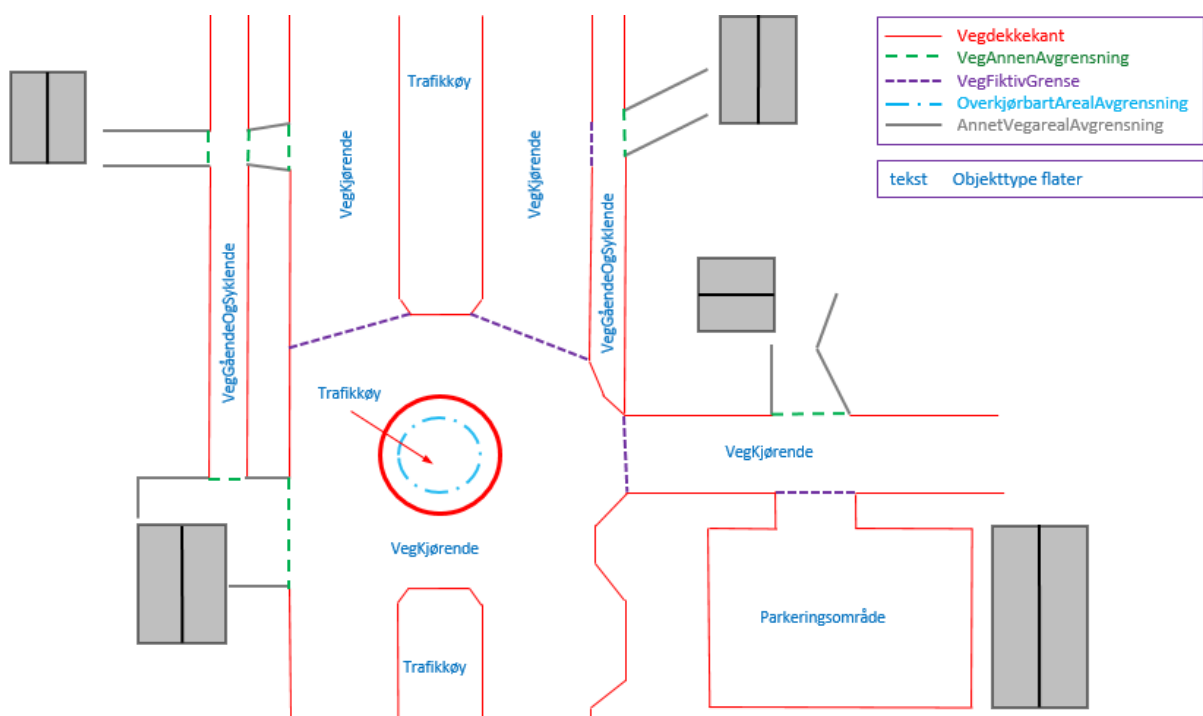 Vegdekkekant
VegAnnenAvgrensning
VegFiktivGrense
OverkjørbartArealAvgrensning
AnnetVegarealAvgrensning
tekst Objekttype flater
Trafikkøy
VegKjørende
VegKjørende
VegGåendeOgSyklende
VegGåendeOgSyklende
Trafikkøy
VegKjørende
VegKjørende
Parkeringsområde
Trafikkøy